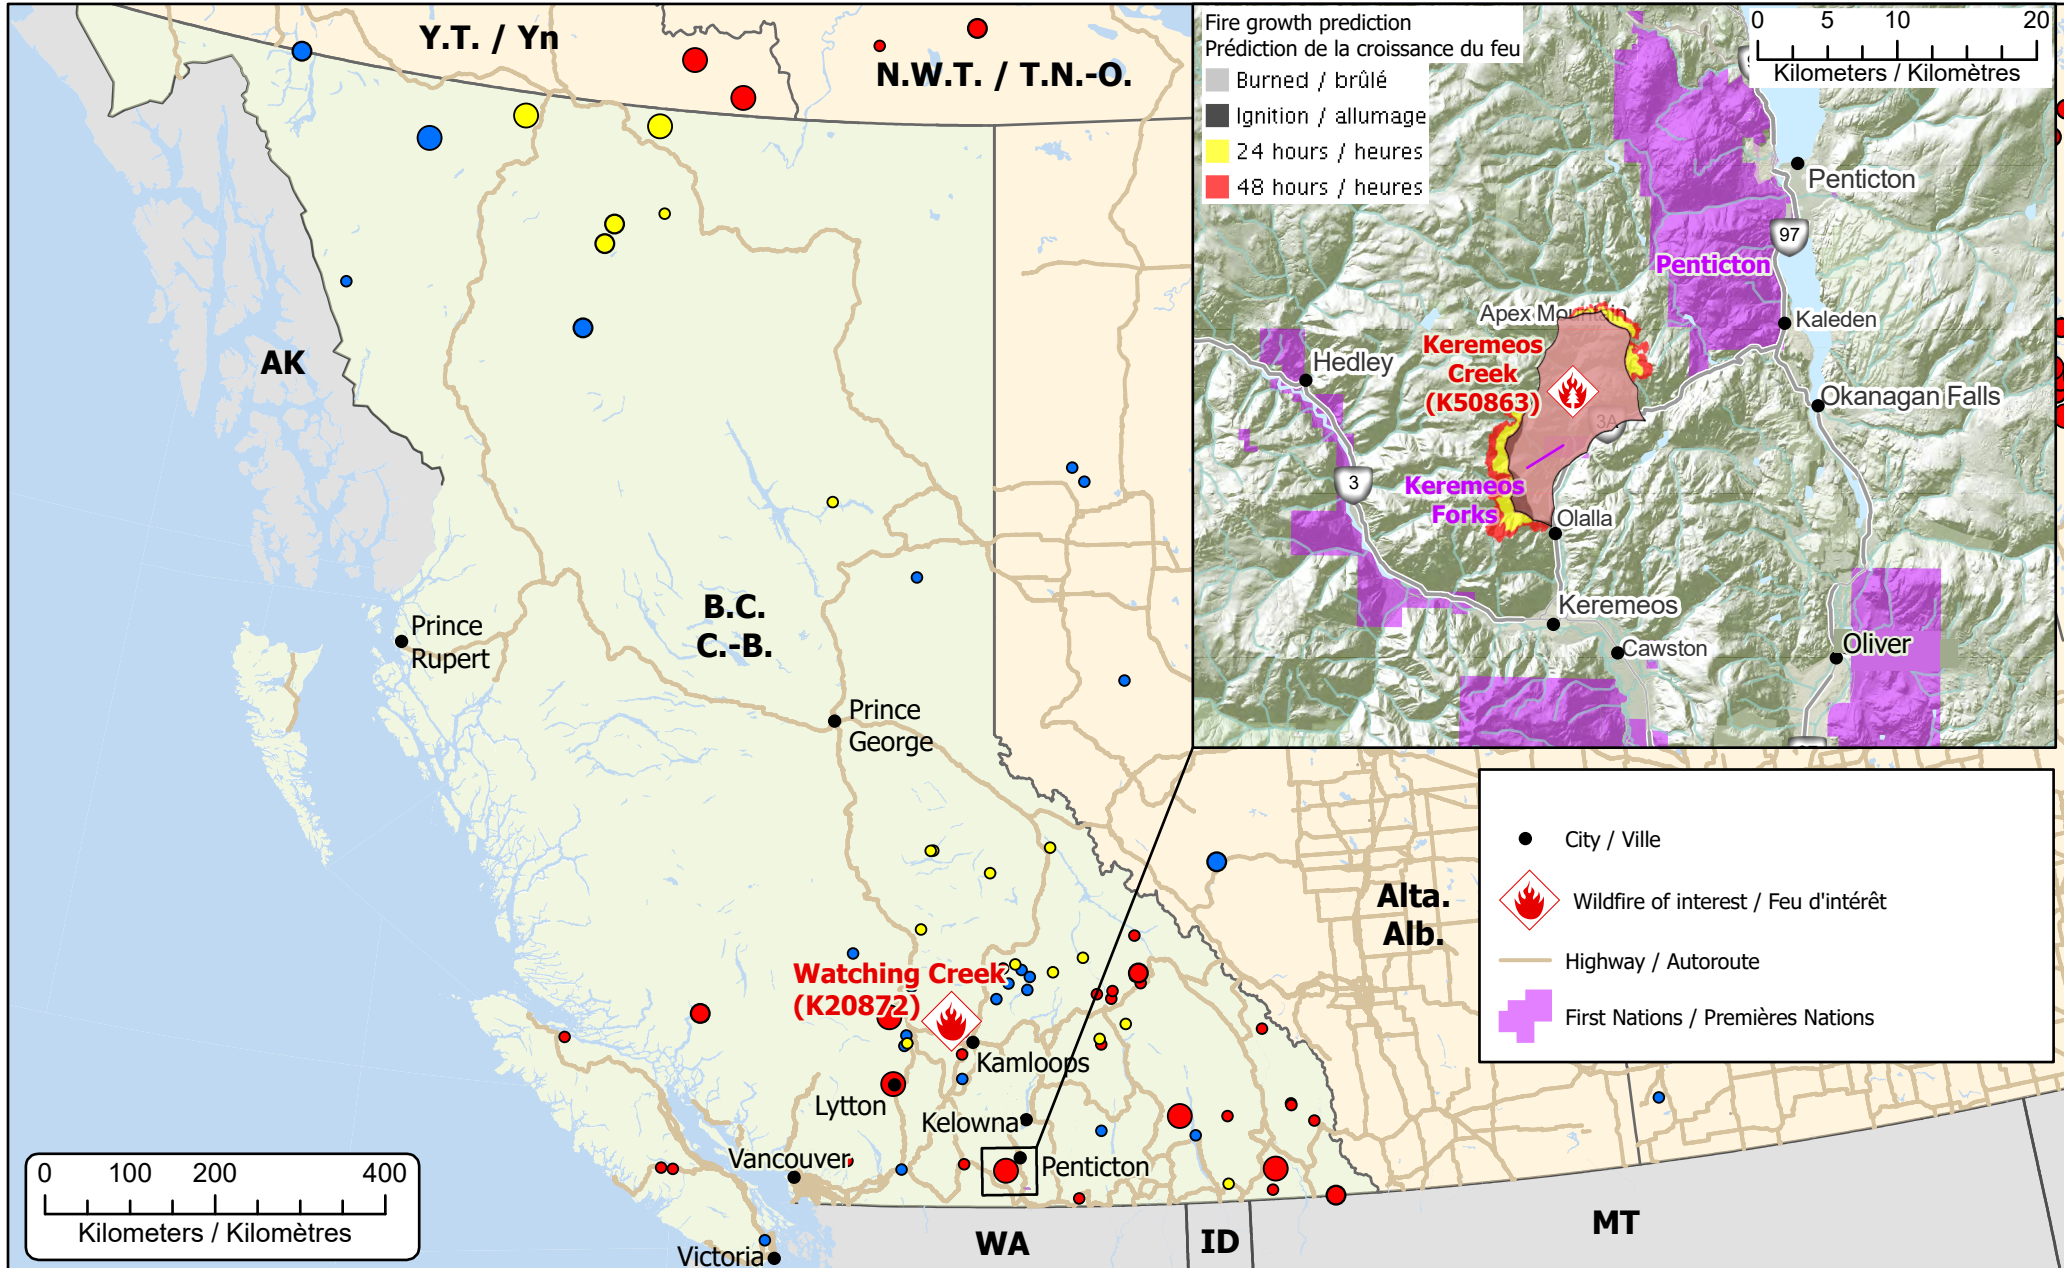 Y.T. / Yn
N.W.T. / T.N.-O.
AK
B.C.
C.-B.
Prince
Rupert
Prince
George
Watching Creek
(K20872)
Kamloops
Lytton
Kelowna
Vancouver
Penticton
Victoria
WA
ID
MT
Alta.
Alb.
0 100 200 400
Kilometers / Kilomètres
Fire growth prediction
Prédiction de la croissance du feu
Burned / brûlé
Ignition / allumage
24 hours / heures
48 hours / heures
0 5 10 20
Kilometers / Kilomètres
Penticton
97
Penticton
Apex Mountain
Kaleden
Keremeos
Creek
(K50863)
Hedley
Okanagan Falls
3A
3
Keremeos
Forks
Olalla
Keremeos
Cawston
Oliver
City / Ville
Wildfire of interest / Feu d'intérêt
Highway / Autoroute
First Nations / Premières Nations